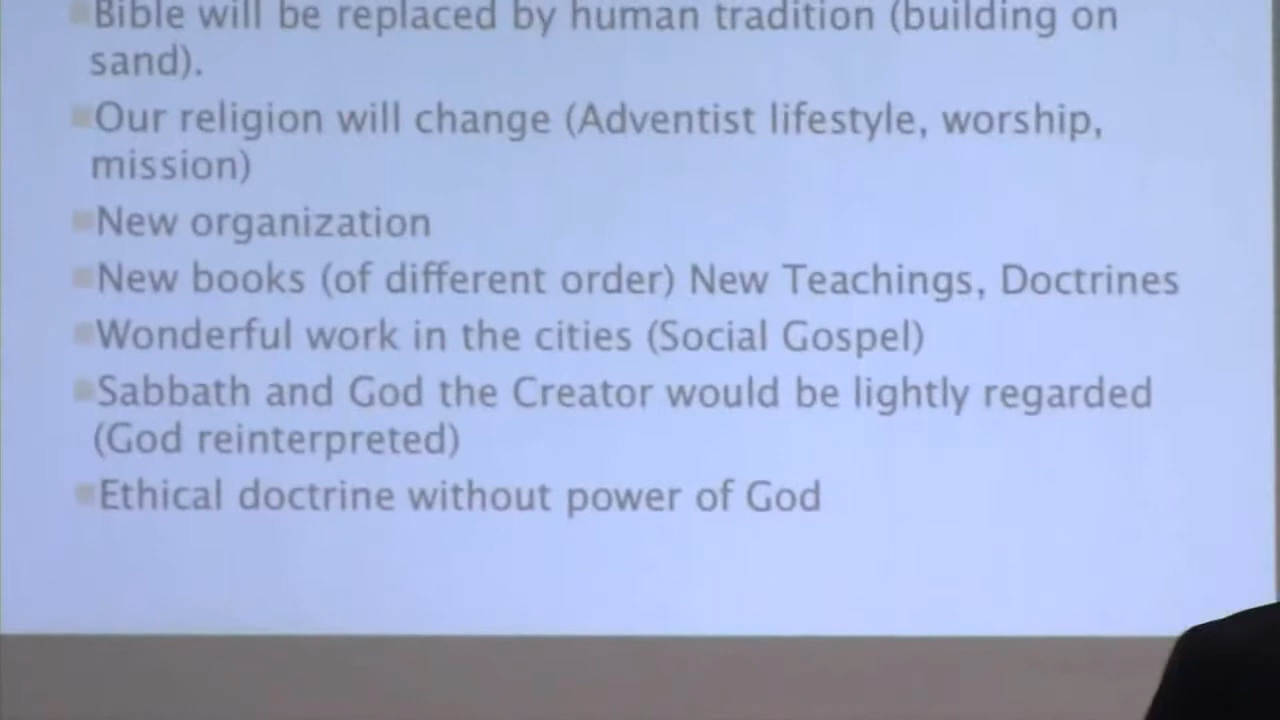 Bible will be replaced by human tradition (building on
sand).
Our religion will change (Adventist lifestyle, worship,
mission)
New organization
New books (of different order) New Teachings, Doctrines
Wonderful work in the cities (Social Gospel)
Sabbath and God the Creator would be lightly regarded
(God reinterpreted)
Ethical doctrine without power of God